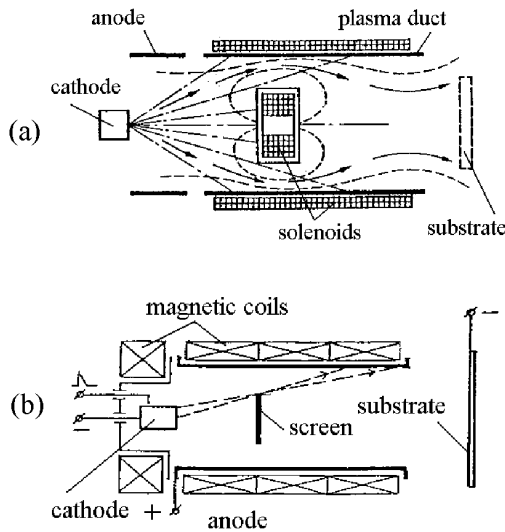 anode
plasma duct
cathode
(a)
solenoids
substrate
magnetic coils
(b)
−
substrate
−
screen
cathode
+
anode